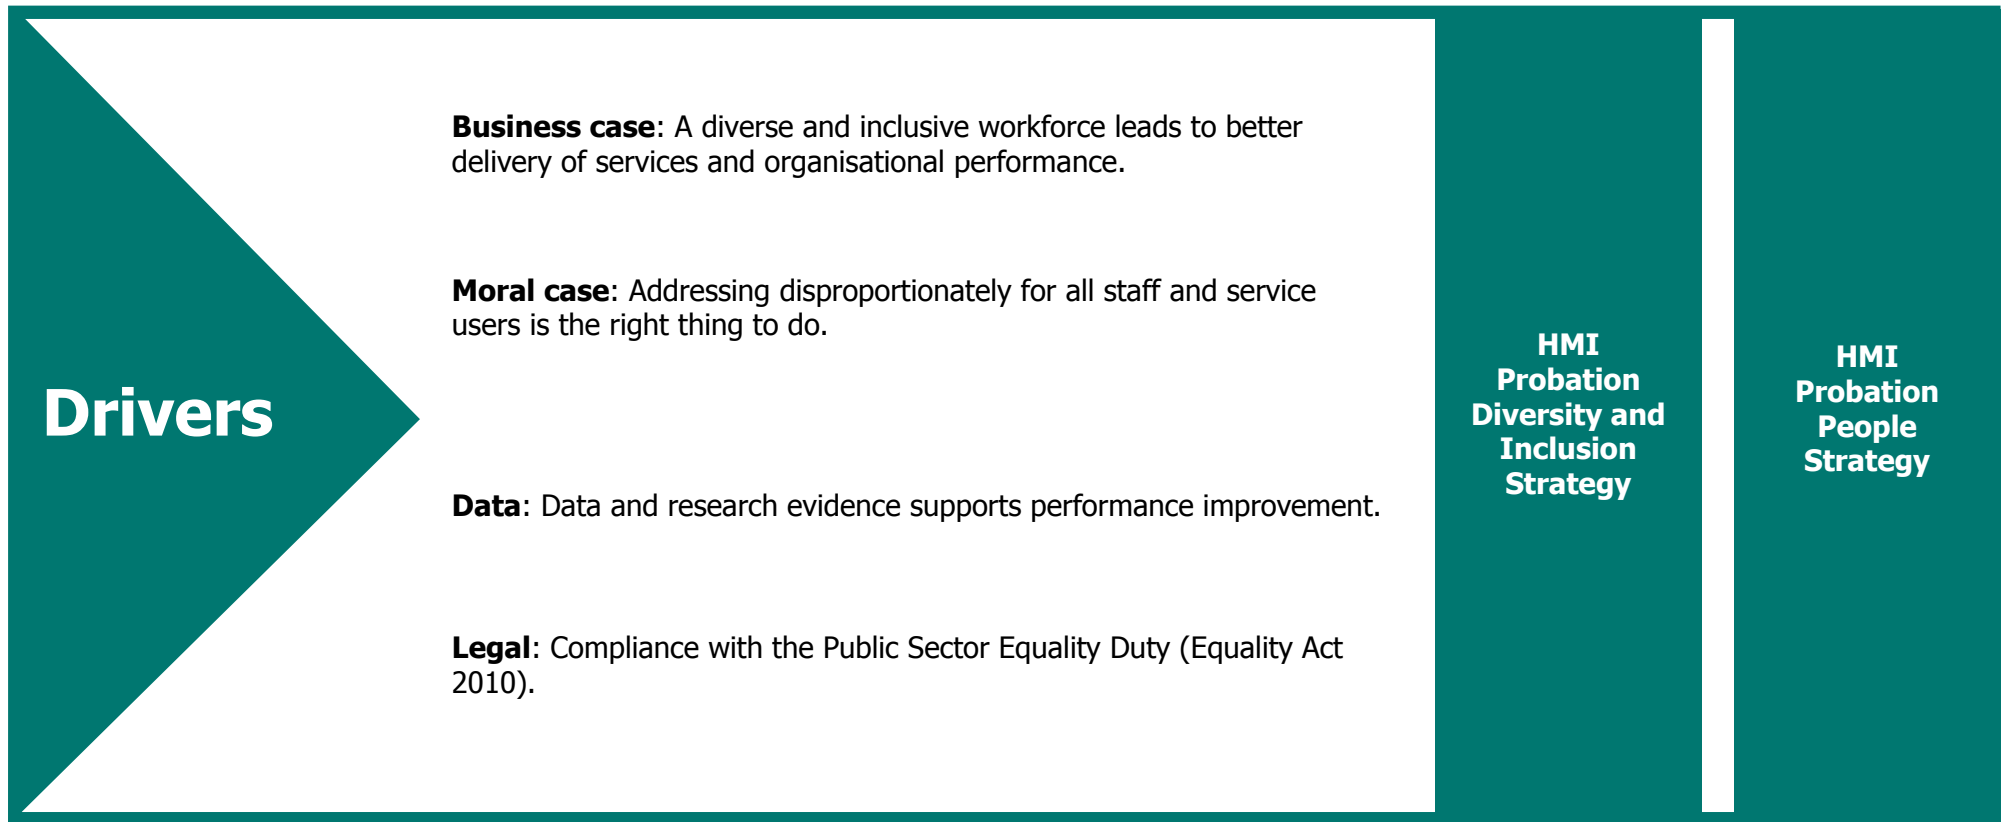 Drivers
Business case: A diverse and inclusive workforce leads to better
delivery of services and organisational performance.
Moral case: Addressing disproportionately for all staff and service
users is the right thing to do.
Data: Data and research evidence supports performance improvement.
Legal: Compliance with the Public Sector Equality Duty (Equality Act
2010).
HMI
Probation
Diversity and
Inclusion
Strategy
HMI
Probation
People
Strategy